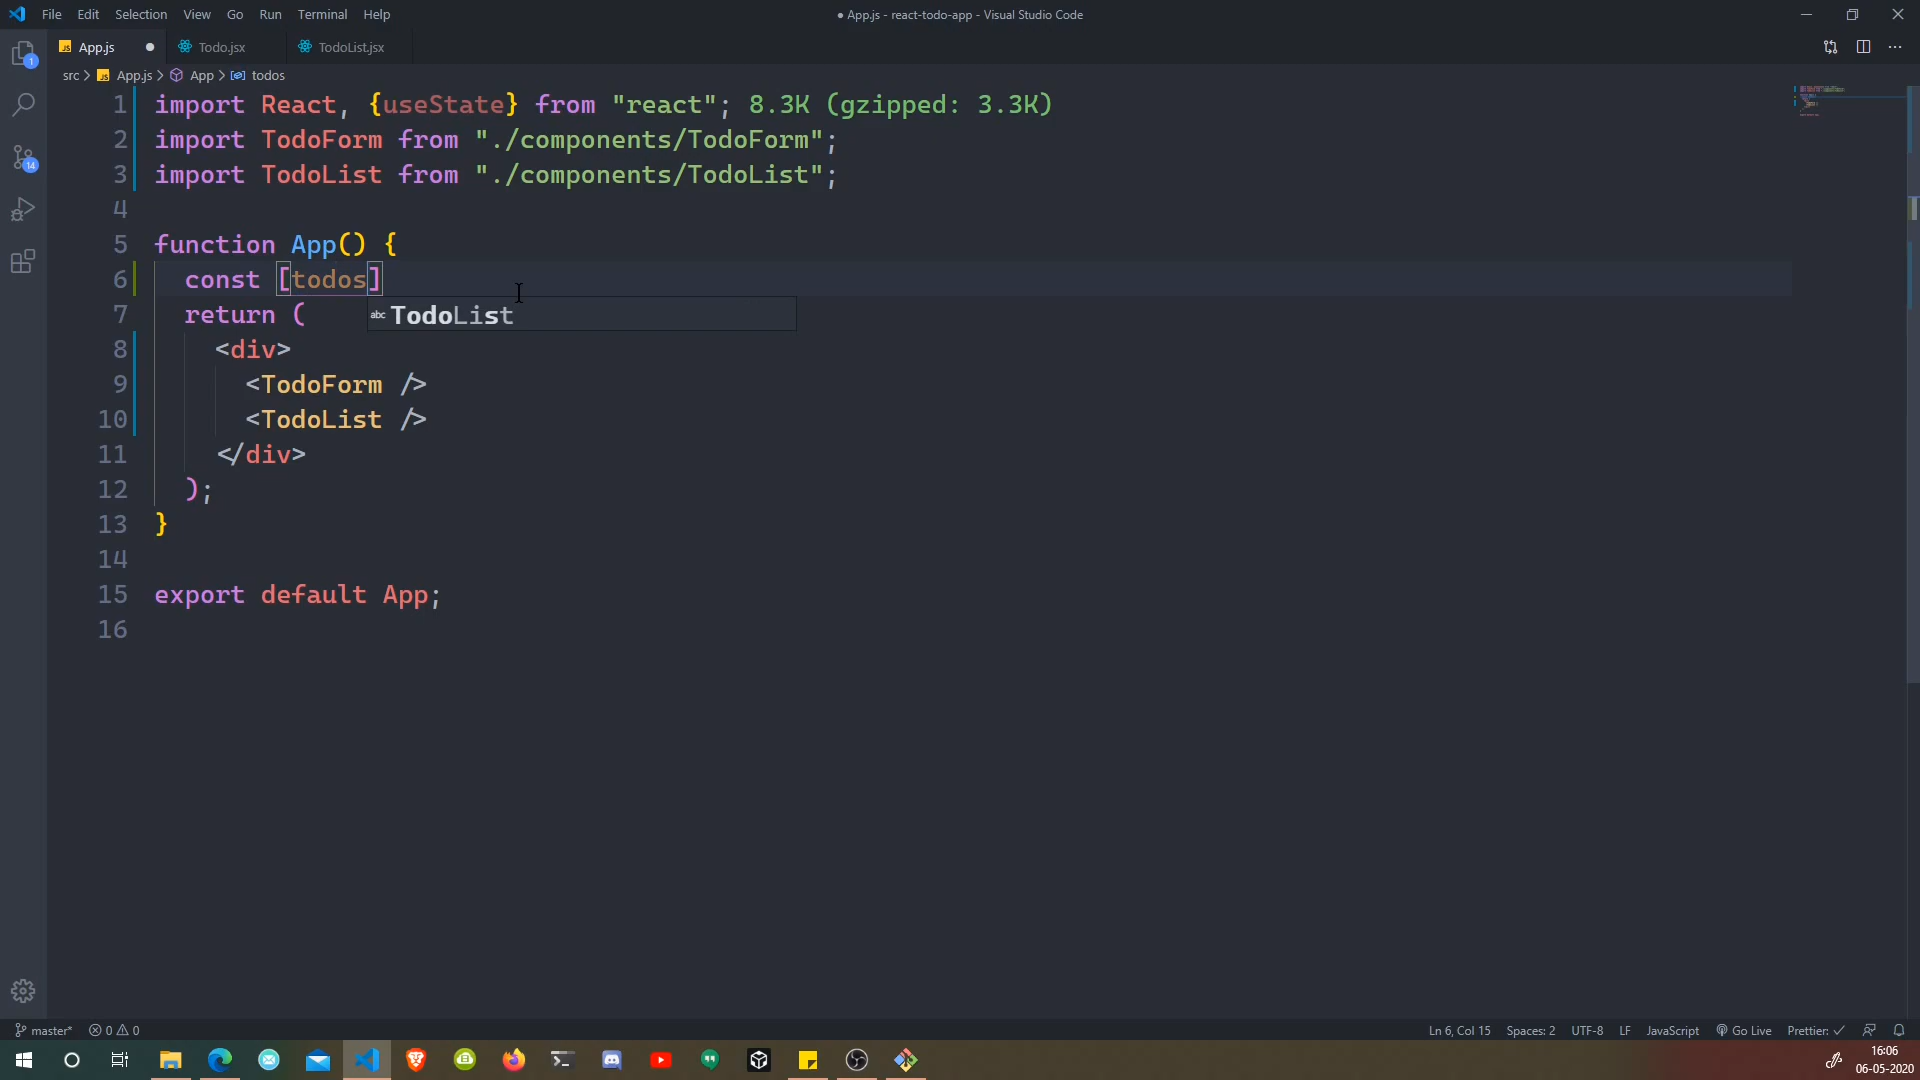 File Edit Selection View Go Run Terminal Help
● App.js - react-todo-app - Visual Studio Code
JS App.js ● Todo.jsx TodoList.jsx
src > JS App.js > App > todos
1 import React, {useState} from "react"; 8.3K (gzipped: 3.3K)
2 import TodoForm from "./components/TodoForm";
3 import TodoList from "./components/TodoList";
4
5 function App() {
6 const [todos]
7 return (
abc TodoList
8 <div>
9 <TodoForm />
10 <TodoList />
11 </div>
12 );
13 }
14
15 export default App;
16
1
14
master* 0 0
Ln 6, Col 15 Spaces: 2 UTF-8 LF JavaScript Go Live Prettier: ✓
16:06
06-05-2020